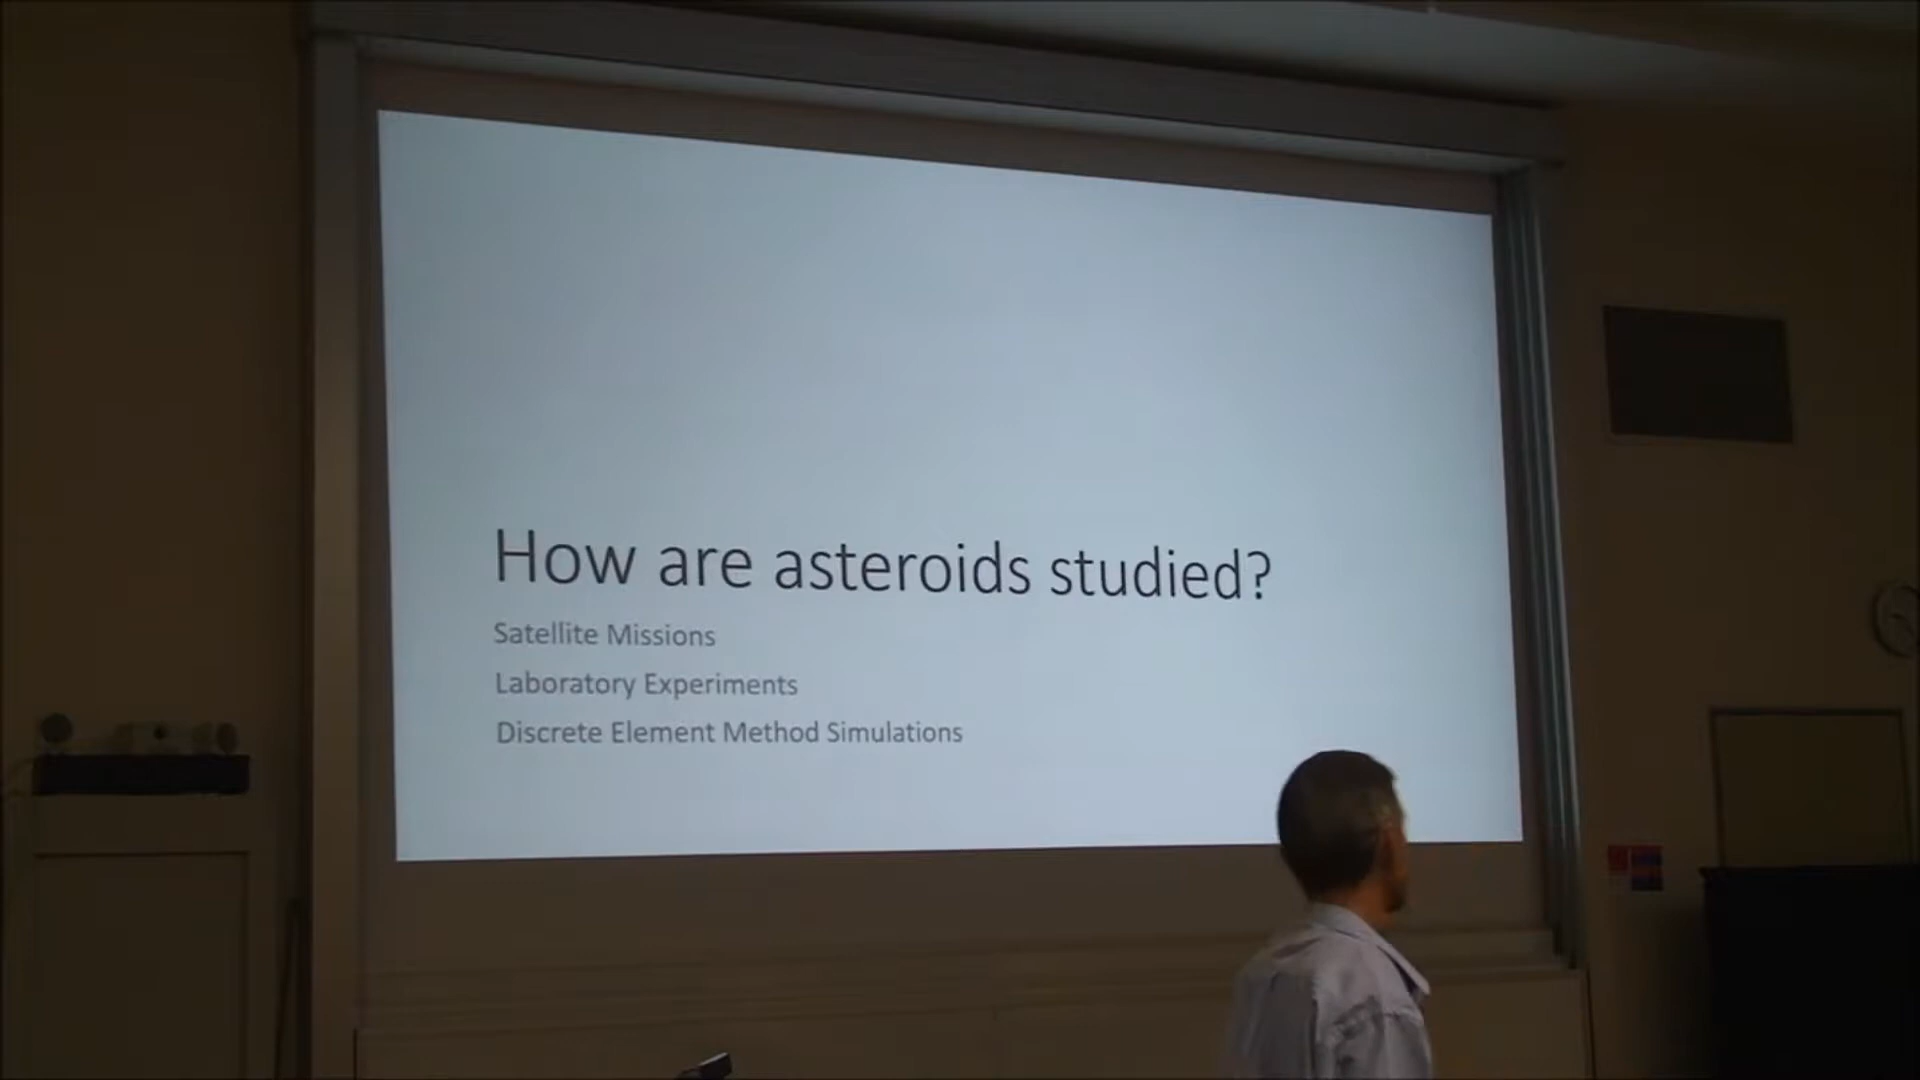 How are asteroids studied?
Satellite Missions
Laboratory Experiments
Discrete Element Method Simulations